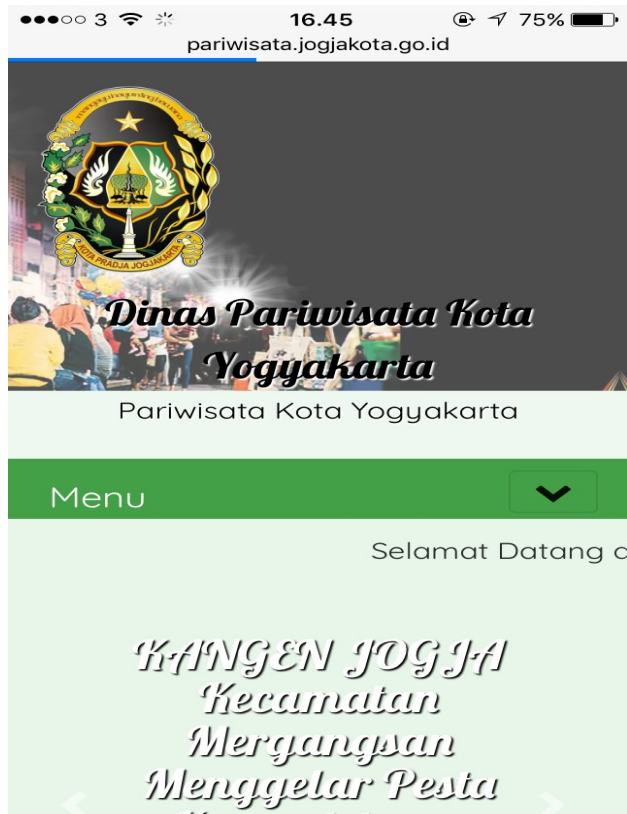 3 16.45 75%
pariwisata.jogjakota.go.id
KOTA PRADJA JOGJAKARTA
Dinas Pariwisata Kota
Yogyakarta
Pariwisata Kota Yogyakarta
Menu
Selamat Datang
KANGEN JOGJA
Kecamatan
Mergangsan
Menggelar Pesta